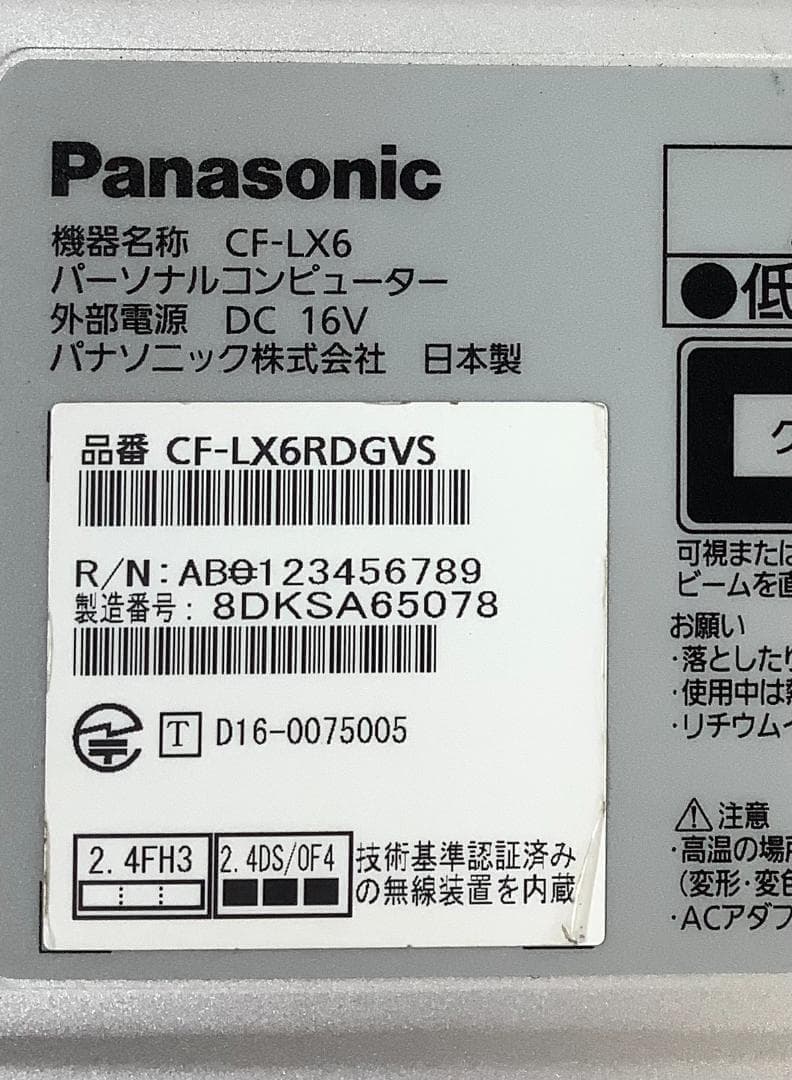 Panasonic
機器名称 CF-LX6
パーソナルコンピューター
外部電源 DC 16V
パナソニック株式会社 日本製
品番 CF-LX6RDGVS
R/N: AB0123456789
製造番号: 8DKSA65078
T D16-0075005
2.4FH3
2.4DS/OF4
技術基準認証済み
の無線装置を内蔵
●低
ク
可視または
ビームを直
お願い
・落としたり
・使用中は熱
・リチウムイ
⚠注意
・高温の場所
(変形・変色
・ACアダプ